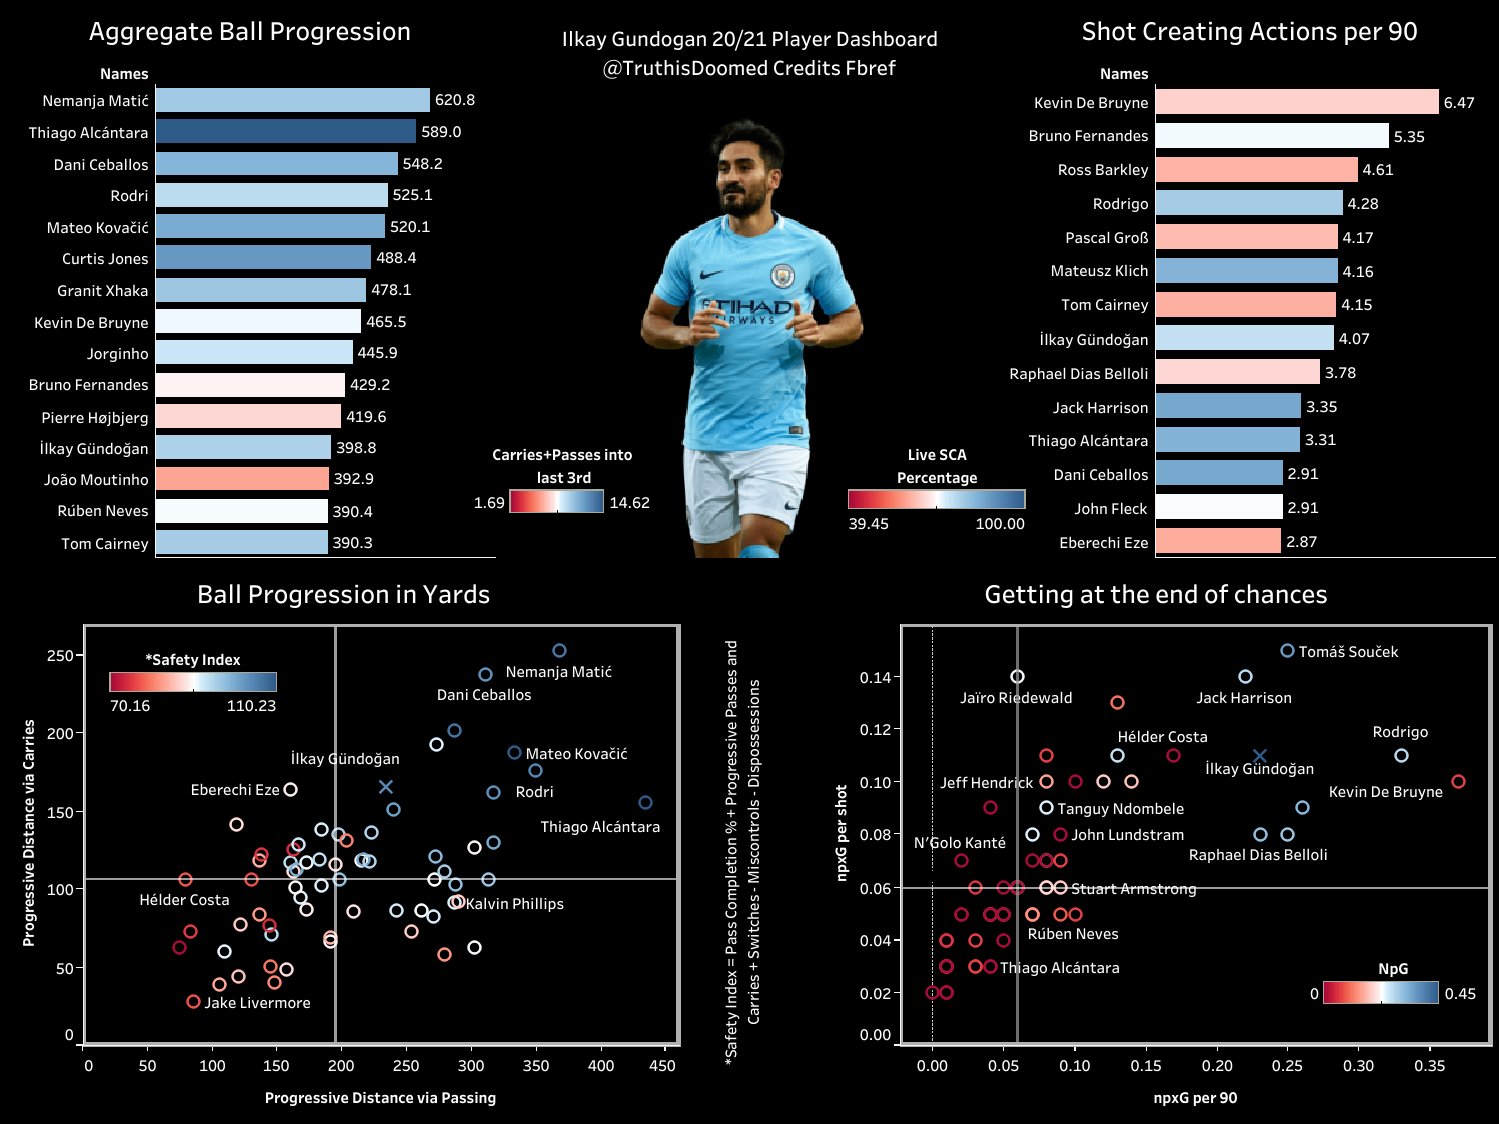 Aggregate Ball Progression
Names
Nemanja Matić 620.8
Thiago Alcántara 589.0
Dani Ceballos 548.2
Rodri 525.1
Mateo Kovačić 520.1
Curtis Jones 488.4
Granit Xhaka 478.1
Kevin De Bruyne 465.5
Jorginho 445.9
Bruno Fernandes 429.2
Pierre Højbjerg 419.6
İlkay Gündoğan 398.8
João Moutinho 392.9
Rúben Neves 390.4
Tom Cairney 390.3
Ilkay Gundogan 20/21 Player Dashboard
@TruthisDoomed Credits Fbref
ETIHAD
AIRWAYS
Carries+Passes into
last 3rd
1.69 14.62
Live SCA
Percentage
39.45 100.00
Shot Creating Actions per 90
Names
Kevin De Bruyne 6.47
Bruno Fernandes 5.35
Ross Barkley 4.61
Rodrigo 4.28
Pascal Groß 4.17
Mateusz Klich 4.16
Tom Cairney 4.15
İlkay Gündoğan 4.07
Raphael Dias Belloli 3.78
Jack Harrison 3.35
Thiago Alcántara 3.31
Dani Ceballos 2.91
John Fleck 2.91
Eberechi Eze 2.87
Ball Progression in Yards
*Safety Index
70.16 110.23
Progressive Distance via Carries
250
200
150
100
50
0
Nemanja Matić
Dani Ceballos
İlkay Gündoğan
Mateo Kovačić
Eberechi Eze
Rodri
Thiago Alcántara
Hélder Costa
Kalvin Phillips
Jake Livermore
0 50 100 150 200 250 300 350 400 450
Progressive Distance via Passing
*Safety Index = Pass Completion % + Progressive Passes and
Carries + Switches - Miscontrols - Dispossessions
Getting at the end of chances
npxG per shot
0.14
0.12
0.10
0.08
0.06
0.04
0.02
0.00
Tomáš Souček
Jaïro Riedewald
Jack Harrison
Hélder Costa
Rodrigo
İlkay Gündoğan
Jeff Hendrick
Kevin De Bruyne
Tanguy Ndombele
N'Golo Kanté
John Lundstram
Raphael Dias Belloli
Stuart Armstrong
Rúben Neves
Thiago Alcántara
NpG
0 0.45
0.00 0.05 0.10 0.15 0.20 0.25 0.30 0.35
npxG per 90